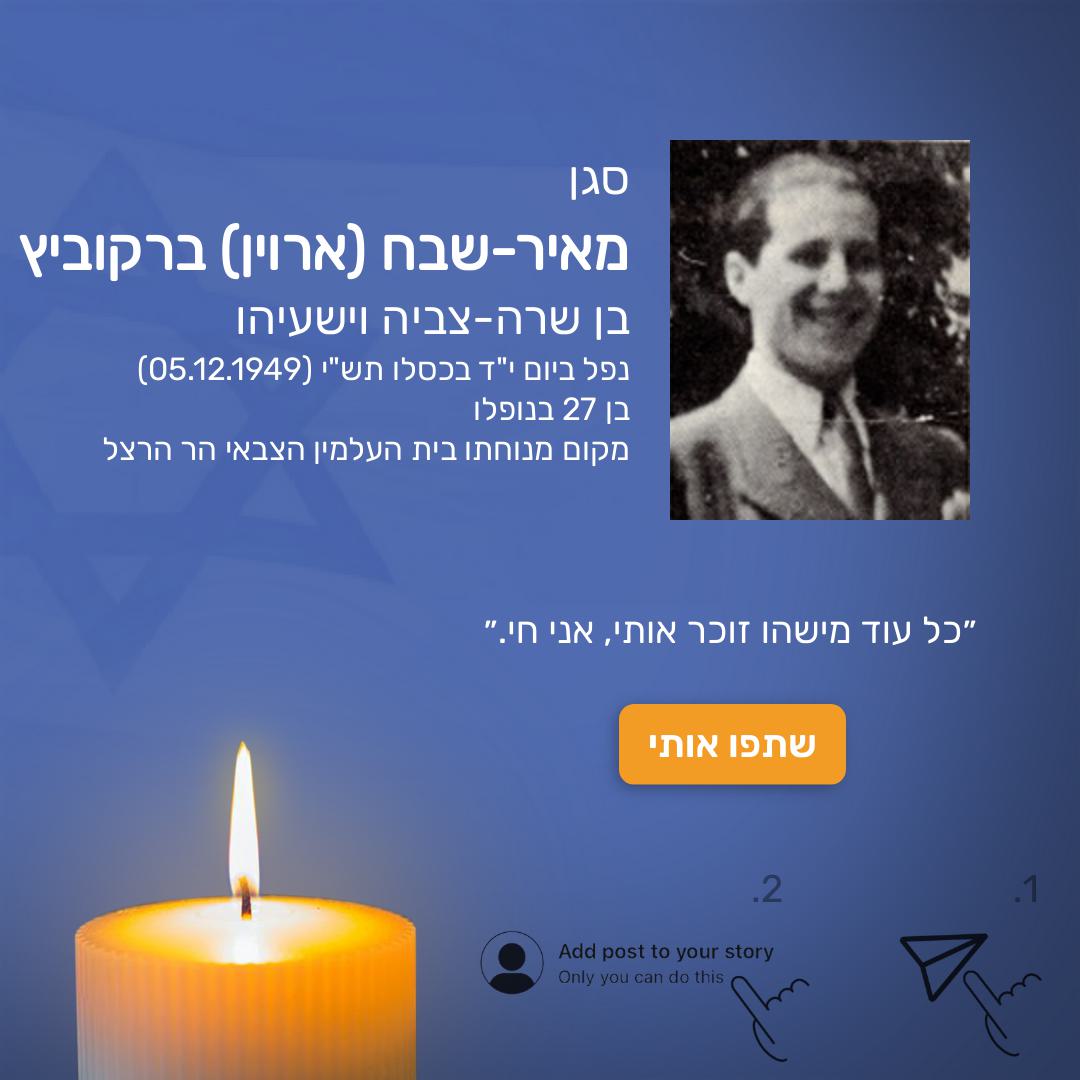 סגן
מאיר-שבח (ארוין) ברקוביץ
בן שרה-צביה וישעיהו
נפל ביום י"ד בכסלו תש"י (05.12.1949)
בן 27 בנופלו
מקום מנוחתו בית העלמין הצבאי הר הרצל
״כל עוד מישהו זוכר אותי, אני חי.״
שתפו אותי
1.
2.
Add post to your story
Only you can do this